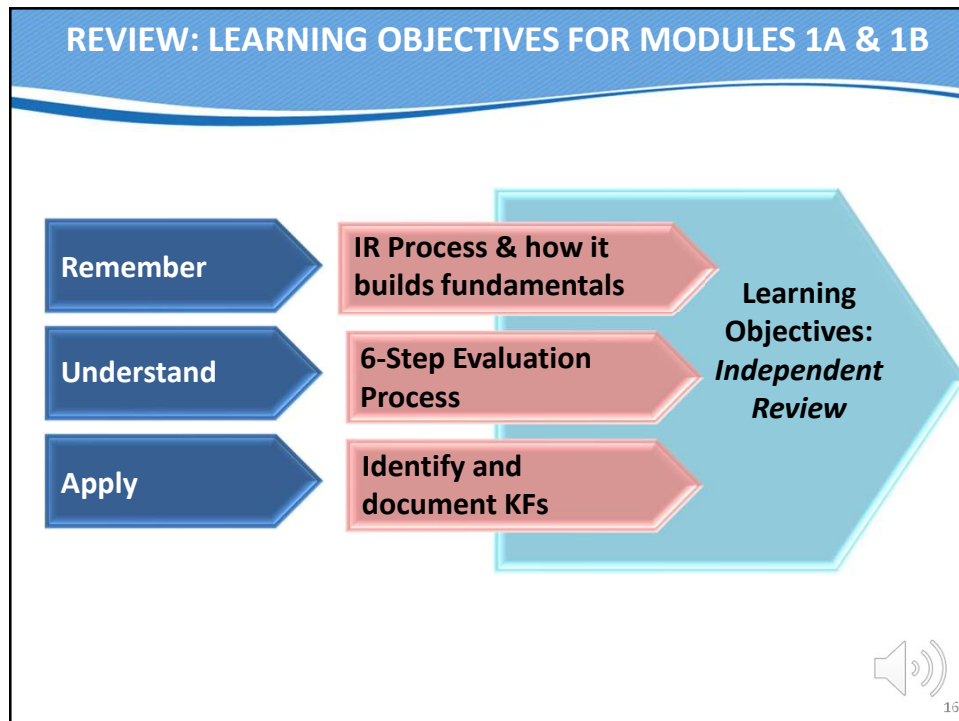 REVIEW: LEARNING OBJECTIVES FOR MODULES 1A & 1B
Remember
IR Process & how it
builds fundamentals
Understand
6-Step Evaluation
Process
Apply
Identify and
document KFs
Learning
Objectives:
Independent
Review
16